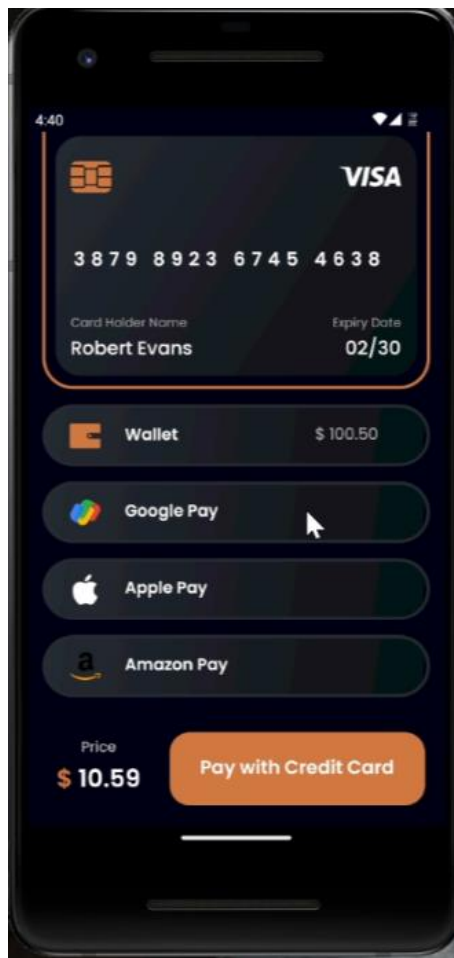 4:40
VISA
3879 8923 6745 4638
Card Holder Name Expiry Date
Robert Evans 02/30
Wallet $ 100.50
Google Pay
Apple Pay
a Amazon Pay
Price
$ 10.59
Pay with Credit Card